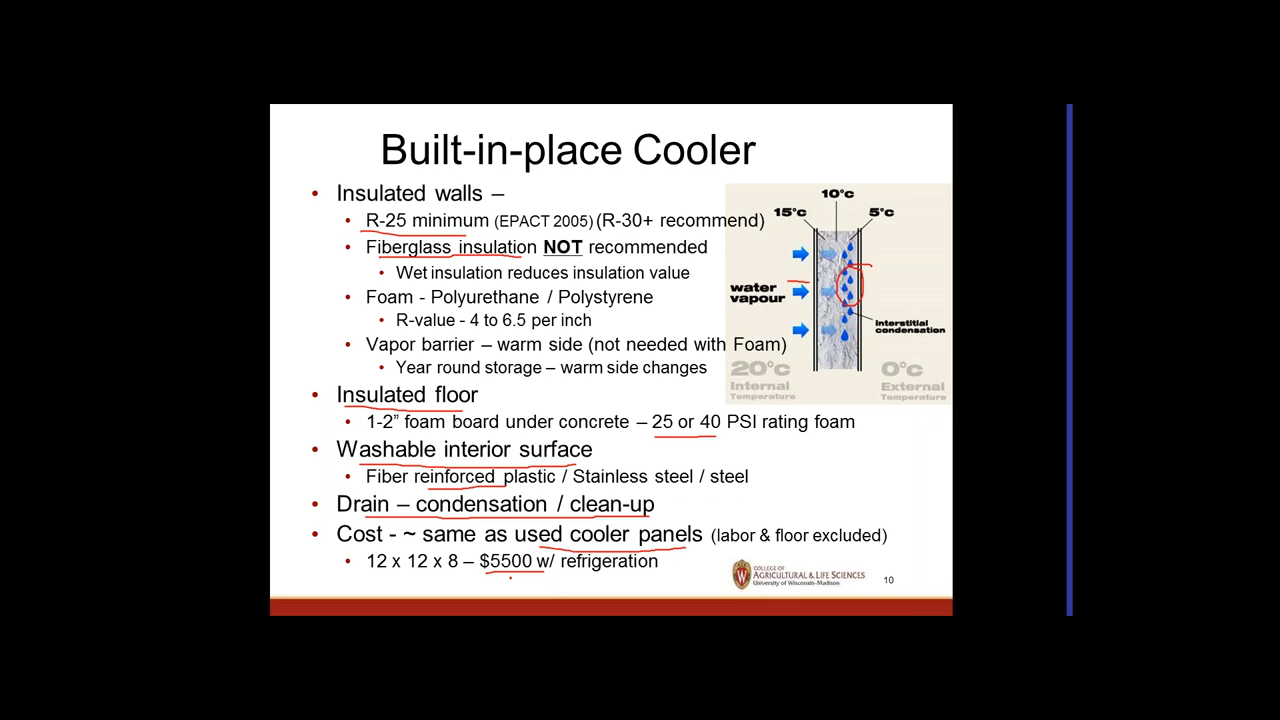 Built-in-place Cooler
• Insulated walls –
• R-25 minimum (EPACT 2005) (R-30+ recommend)
• Fiberglass insulation NOT recommended
• Wet insulation reduces insulation value
• Foam - Polyurethane / Polystyrene
• R-value - 4 to 6.5 per inch
• Vapor barrier – warm side (not needed with Foam)
• Year round storage – warm side changes
• Insulated floor
• 1-2” foam board under concrete – 25 or 40 PSI rating foam
• Washable interior surface
• Fiber reinforced plastic / Stainless steel / steel
• Drain – condensation / clean-up
• Cost - ~ same as used cooler panels (labor & floor excluded)
• 12 x 12 x 8 – $5500 w/ refrigeration
10°c
15°c
5°c
water
vapour
interstitial
condensation
20°c
Internal
Temperature
0°c
External
Temperature
COLLEGE OF
AGRICULTURAL & LIFE SCIENCES
University of Wisconsin-Madison
10